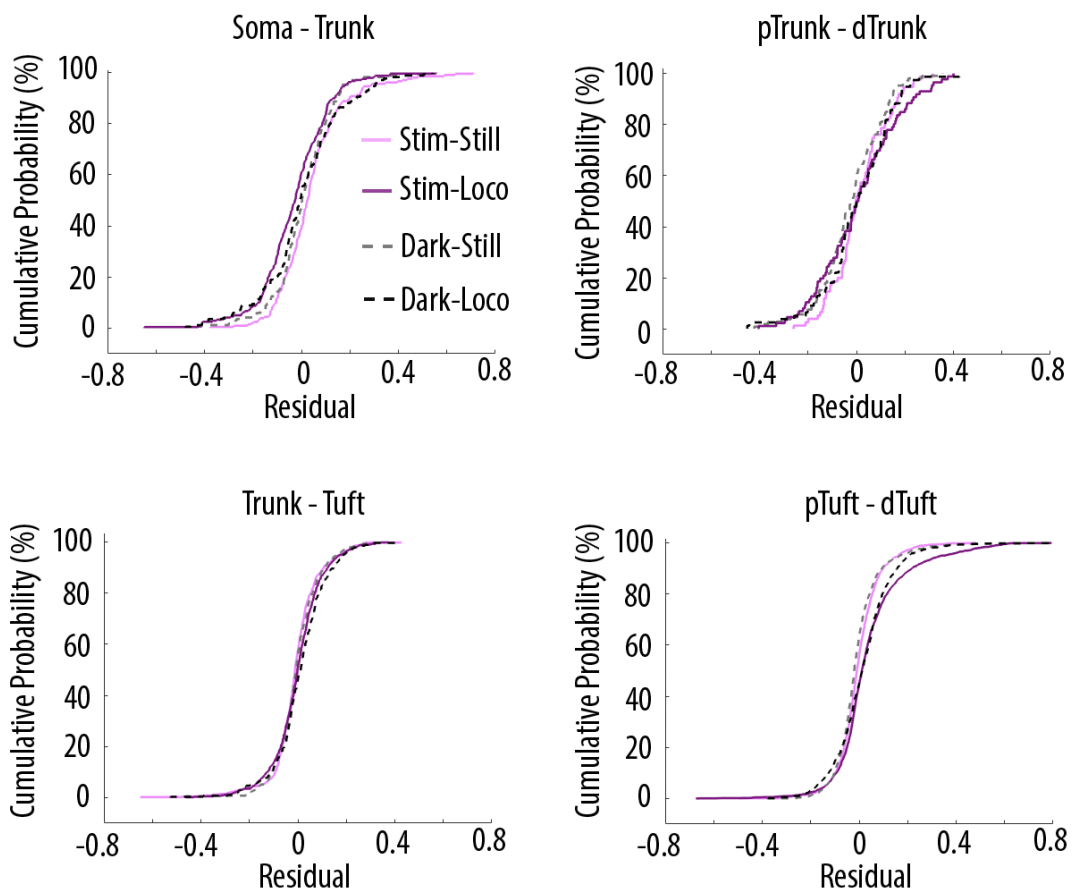 Soma - Trunk
Cumulative Probability (%)
100
80
60
40
20
0
-0.8
-0.4
0
0.4
0.8
Residual
Stim-Still
Stim-Loco
Dark-Still
Dark-Loco
pTrunk - dTrunk
Cumulative Probability (%)
100
80
60
40
20
0
-0.8
-0.4
0
0.4
0.8
Residual
Trunk - Tuft
Cumulative Probability (%)
100
80
60
40
20
0
-0.8
-0.4
0
0.4
0.8
Residual
pTuft - dTuft
Cumulative Probability (%)
100
80
60
40
20
0
-0.8
-0.4
0
0.4
0.8
Residual